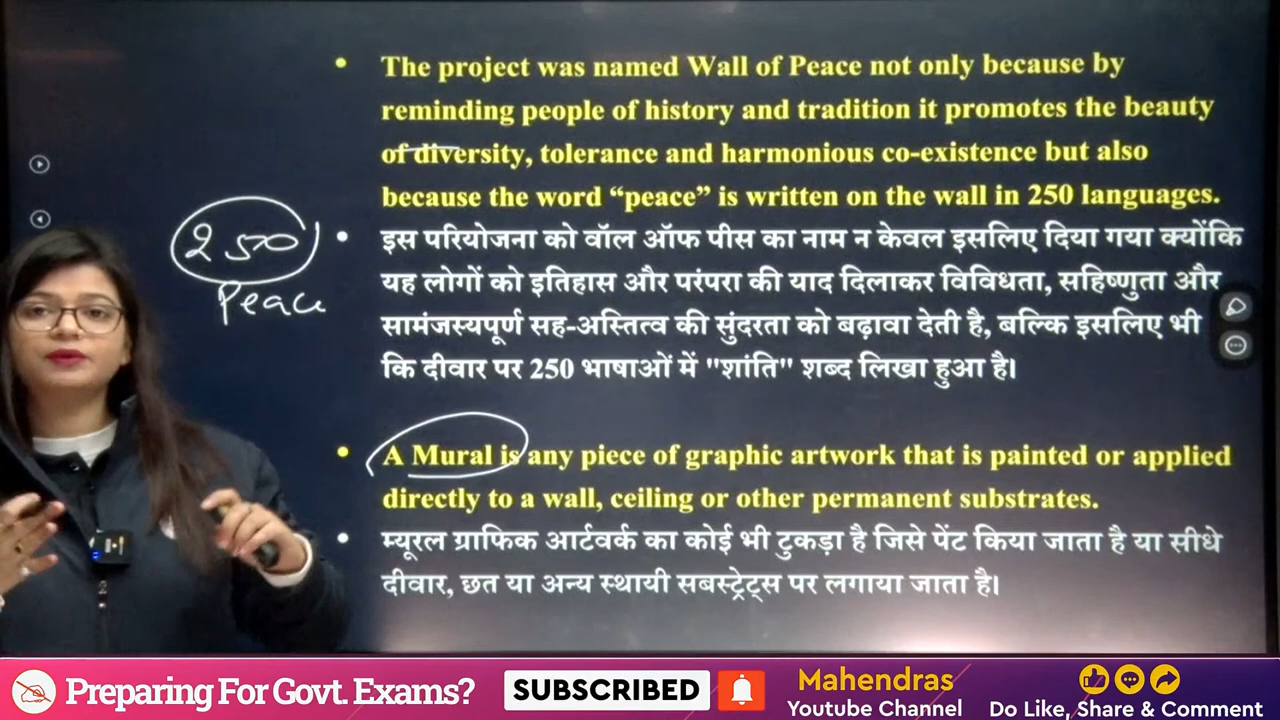 • The project was named Wall of Peace not only because by
reminding people of history and tradition it promotes the beauty
of diversity, tolerance and harmonious co-existence but also
because the word “peace” is written on the wall in 250 languages.
250
Peace
• इस परियोजना को वॉल ऑफ पीस का नाम न केवल इसलिए दिया गया क्योंकि
यह लोगों को इतिहास और परंपरा की याद दिलाकर विविधता, सहिष्णुता और
सामंजस्यपूर्ण सह-अस्तित्व की सुंदरता को बढ़ावा देती है, बल्कि इसलिए भी
कि दीवार पर 250 भाषाओं में "शांति" शब्द लिखा हुआ है।
• A Mural is any piece of graphic artwork that is painted or applied
directly to a wall, ceiling or other permanent substrates.
• म्यूरल ग्राफिक आर्टवर्क का कोई भी टुकड़ा है जिसे पेंट किया जाता है या सीधे
दीवार, छत या अन्य स्थायी सबस्ट्रेट्स पर लगाया जाता है।
Preparing For Govt. Exams?
SUBSCRIBED
Mahendras
Youtube Channel
Do Like, Share & Comment